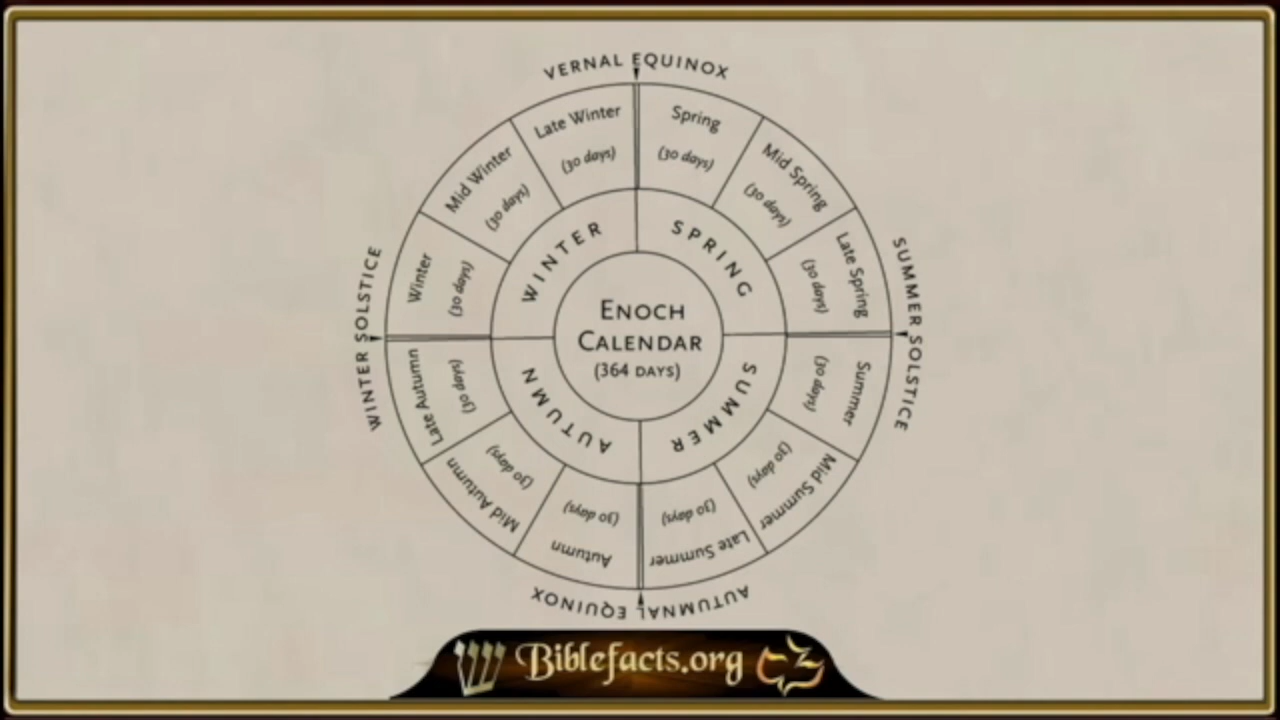 VERNAL EQUINOX
Late Winter
(30 days)
Spring
(30 days)
Mid Winter
(30 days)
Mid Spring
(30 days)
Winter
(30 days)
Late Spring
(30 days)
WINTER
SPRING
WINTER SOLSTICE
SUMMER SOLSTICE
ENOCH
CALENDAR
(364 DAYS)
Late Autumn
(30 days)
Summer
(30 days)
AUTUMN
SUMMER
Mid Autumn
(30 days)
Mid Summer
(30 days)
Autumn
(30 days)
Late Summer
(30 days)
AUTUMNAL EQUINOX
ש Biblefacts.org